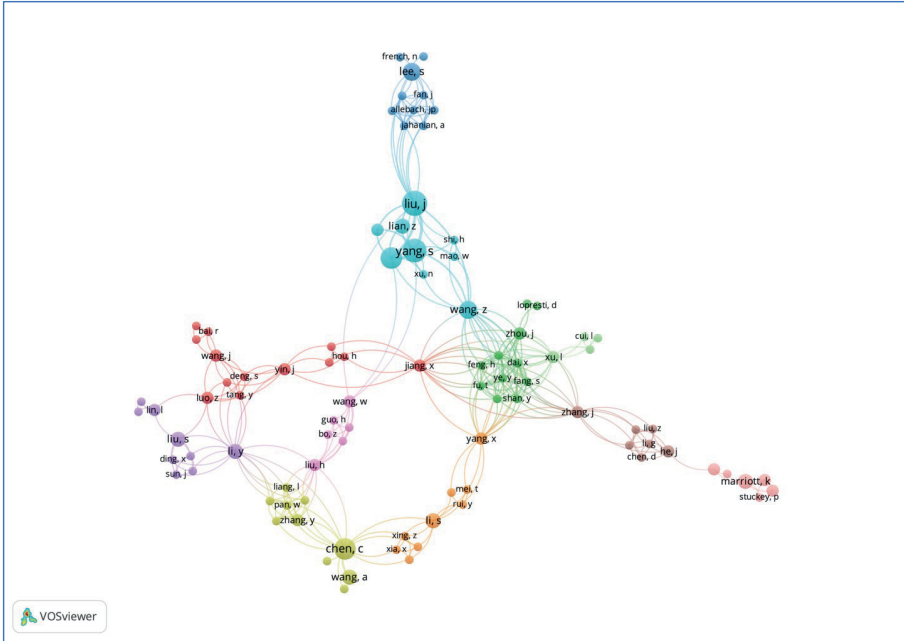 french, n
lee, s
fan, j
allebach, jp
jahanian, a
liu, j
lian, z
yang, s
shi, h
mao, w
xu, n
wang, z
lopresti, d
zhou, j
cui, l
bai, r
wang, j
hou, h
feng, h
dai, x
xu, l
yin, j
jiang, x
deng, s
ye, y
fang, s
fu, t
luo, z
tang, y
shan, y
wang, w
lin, l
zhang, j
guo, h
bo, z
liu, z
liu, s
yang, x
li, g
li, y
he, j
chen, d
ding, x
liu, h
sun, j
marriott, k
liang, l
mei, t
stuckey, p
pan, w
rui, y
zhang, y
li, s
xing, z
chen, c
xia, x
wang, a
VOSviewer